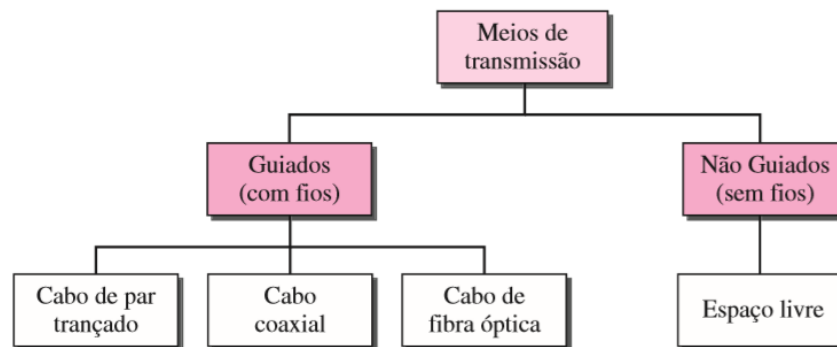 Meios de
transmissão
Guiados
(com fios)
Não Guiados
(sem fios)
Cabo de par
trançado
Cabo
coaxial
Cabo de
fibra óptica
Espaço livre